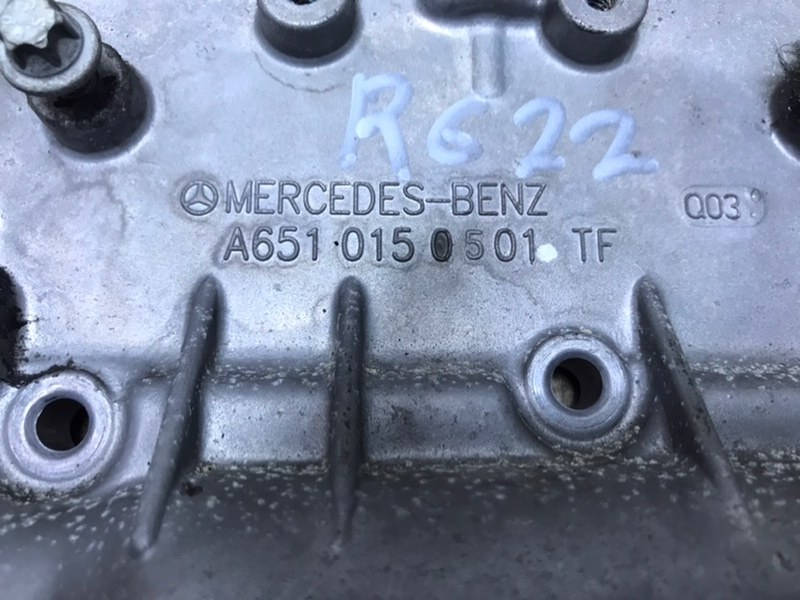 R622
MERCEDES-BENZ
Q03
A651 015 0501 TF